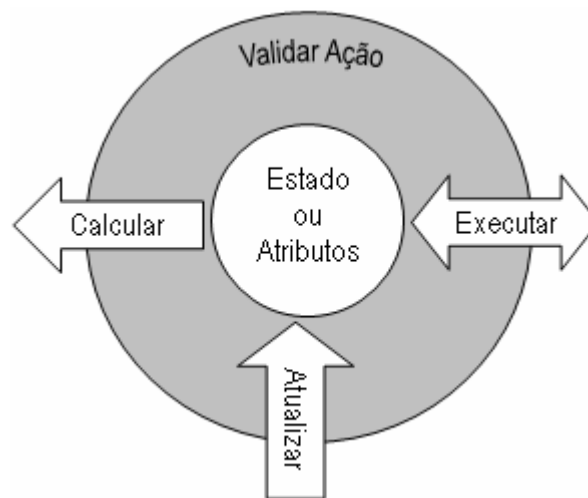 Validar Ação
Estado
ou
Atributos
Calcular
Executar
Atualizar